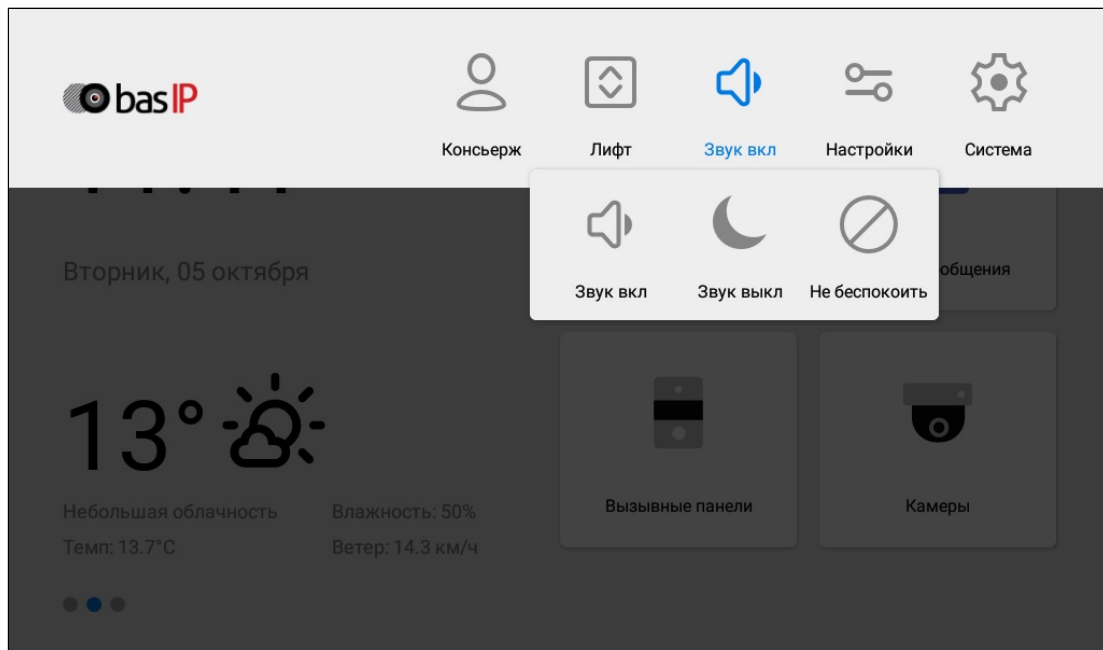 bas IP
Консьерж
Лифт
Звук вкл
Настройки
Система
Звук вкл
Звук выкл
Не беспокоить
Вторник, 05 октября
общения
13°
Небольшая облачность
Влажность: 50%
Темп: 13.7°C
Ветер: 14.3 км/ч
Вызывные панели
Камеры